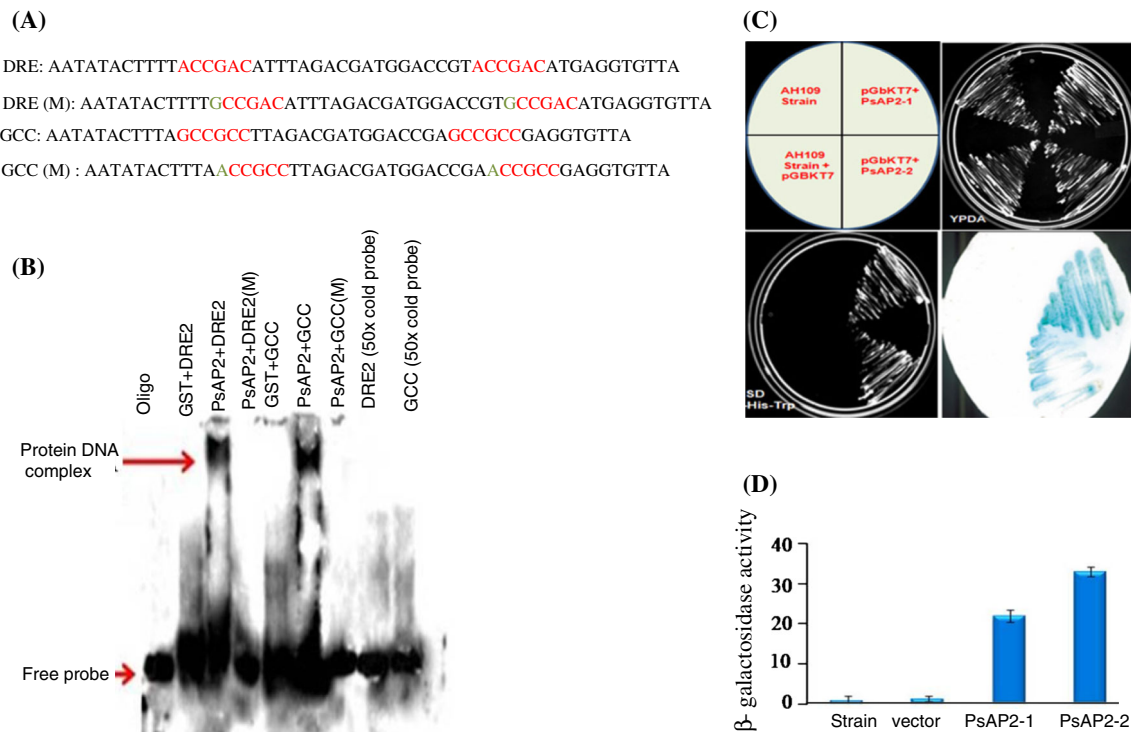 (A)
DRE: AATATACTTTTACCGACATTTAGACGATGGACCGTACCGACATGAGGTGTTA
DRE (M): AATATACTTTTGCCGACATTTAGACGATGGACCGTGCCGACATGAGGTGTTA
GCC: AATATACTTTAGCCGCCTTAGACGATGGACCGAGCCGCCGAGGTGTTA
GCC (M) : AATATACTTTAACCGCCTTAGACGATGGACCGAACCGCCGAGGTGTTA
(B)
Oligo
GST+DRE2
PsAP2+DRE2
PsAP2+DRE2(M)
GST+GCC
PsAP2+GCC
PsAP2+GCC(M)
DRE2 (50x cold probe)
GCC (50x cold probe)
Protein DNA
complex
Free probe
(C)
AH109
Strain
pGbKT7+
PsAP2-1
AH109
Strain +
pGBKT7
pGbKT7+
PsAP2-2
YPDA
SD
-His-Trp
(D)
β- galactosidase activity
40
30
20
10
0
Strain vector PsAP2-1 PsAP2-2